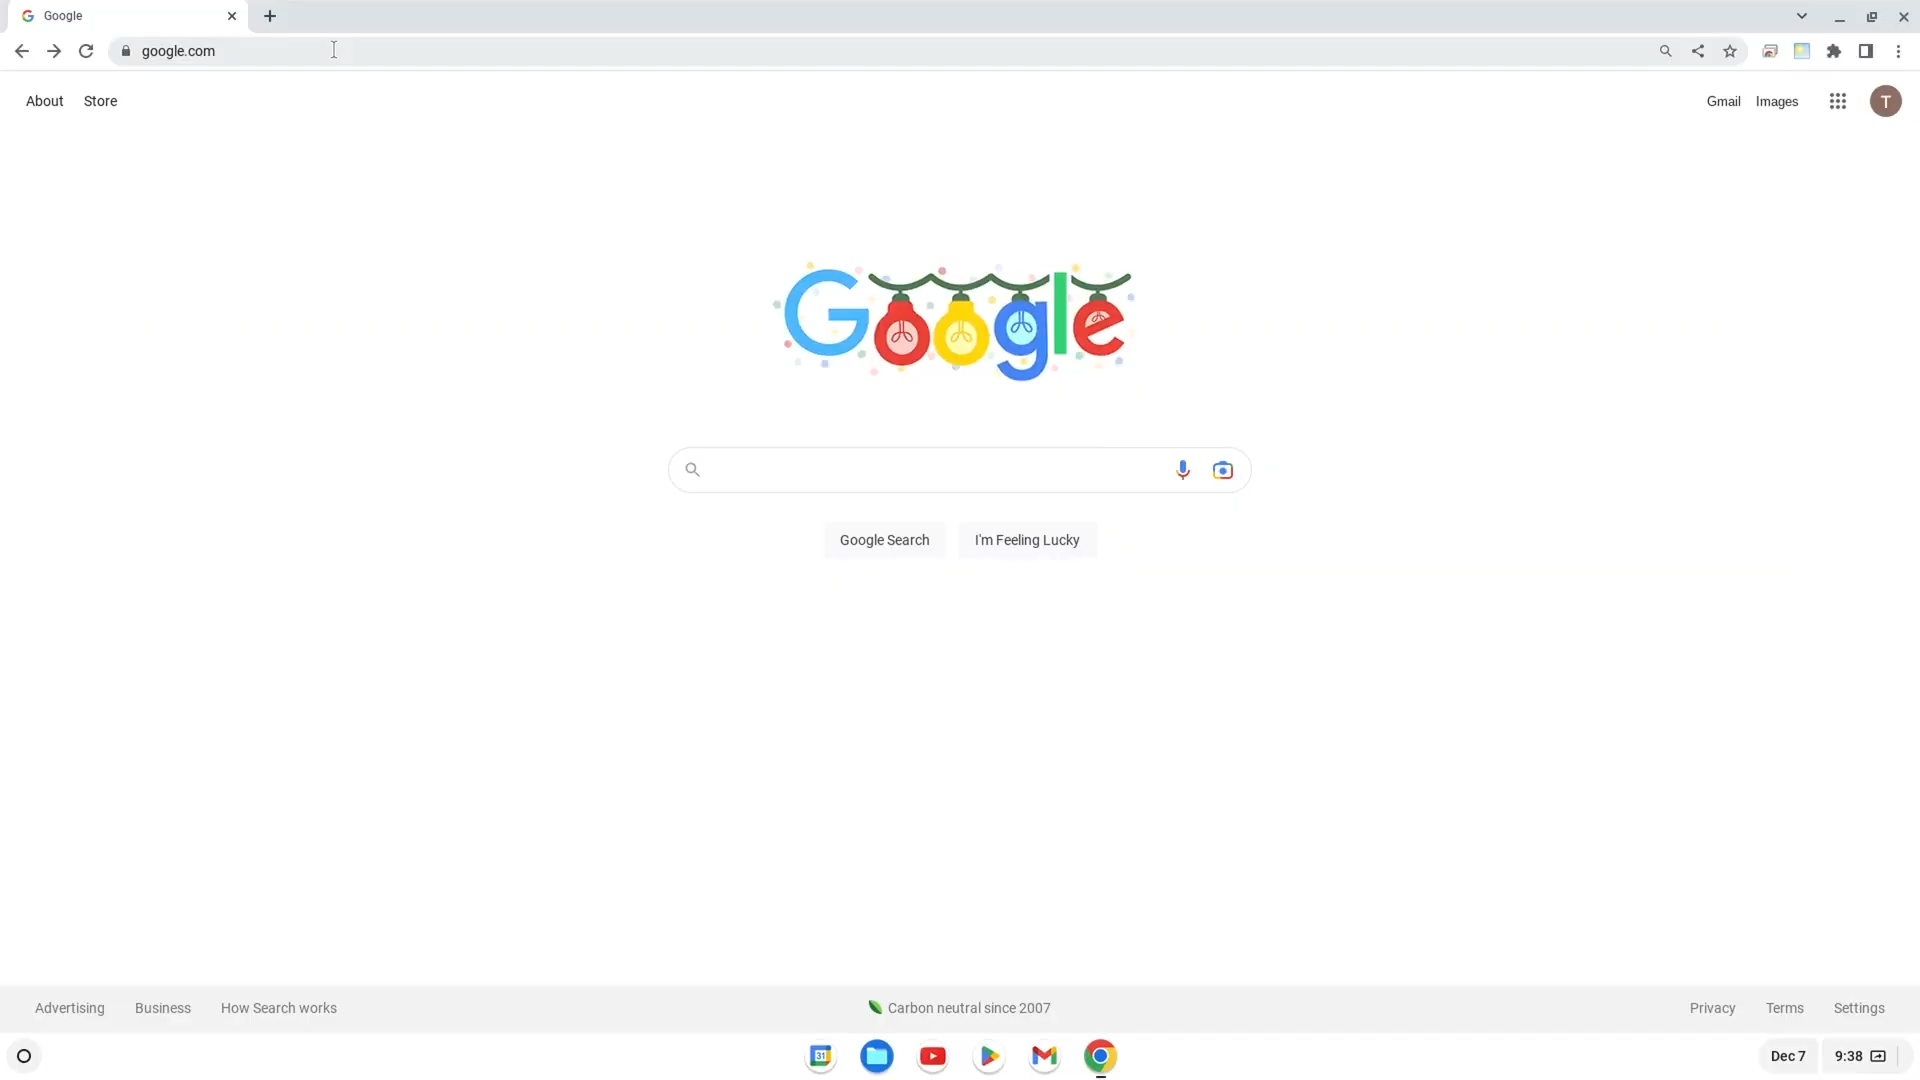 Google
google.com
About Store
Gmail Images
T
Google
Google Search I'm Feeling Lucky
Advertising Business How Search works
Carbon neutral since 2007
Privacy Terms Settings
31
Dec 7 9:38